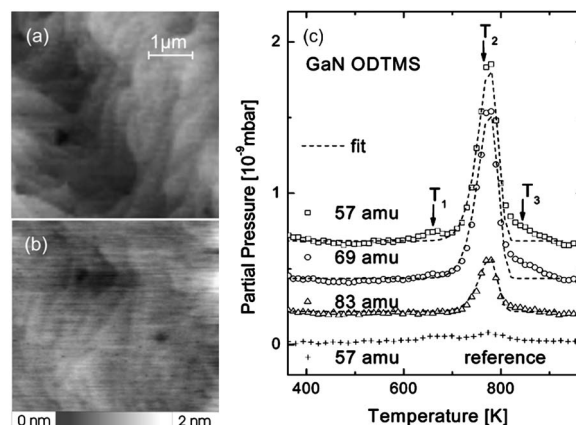 (a)
1μm
(b)
0 nm
2 nm
(c)
GaN ODTMS
T2
fit
T1
T3
57 amu
69 amu
83 amu
57 amu
reference
2
1
0
Partial Pressure [10⁻⁹mbar]
400
600
800
Temperature [K]